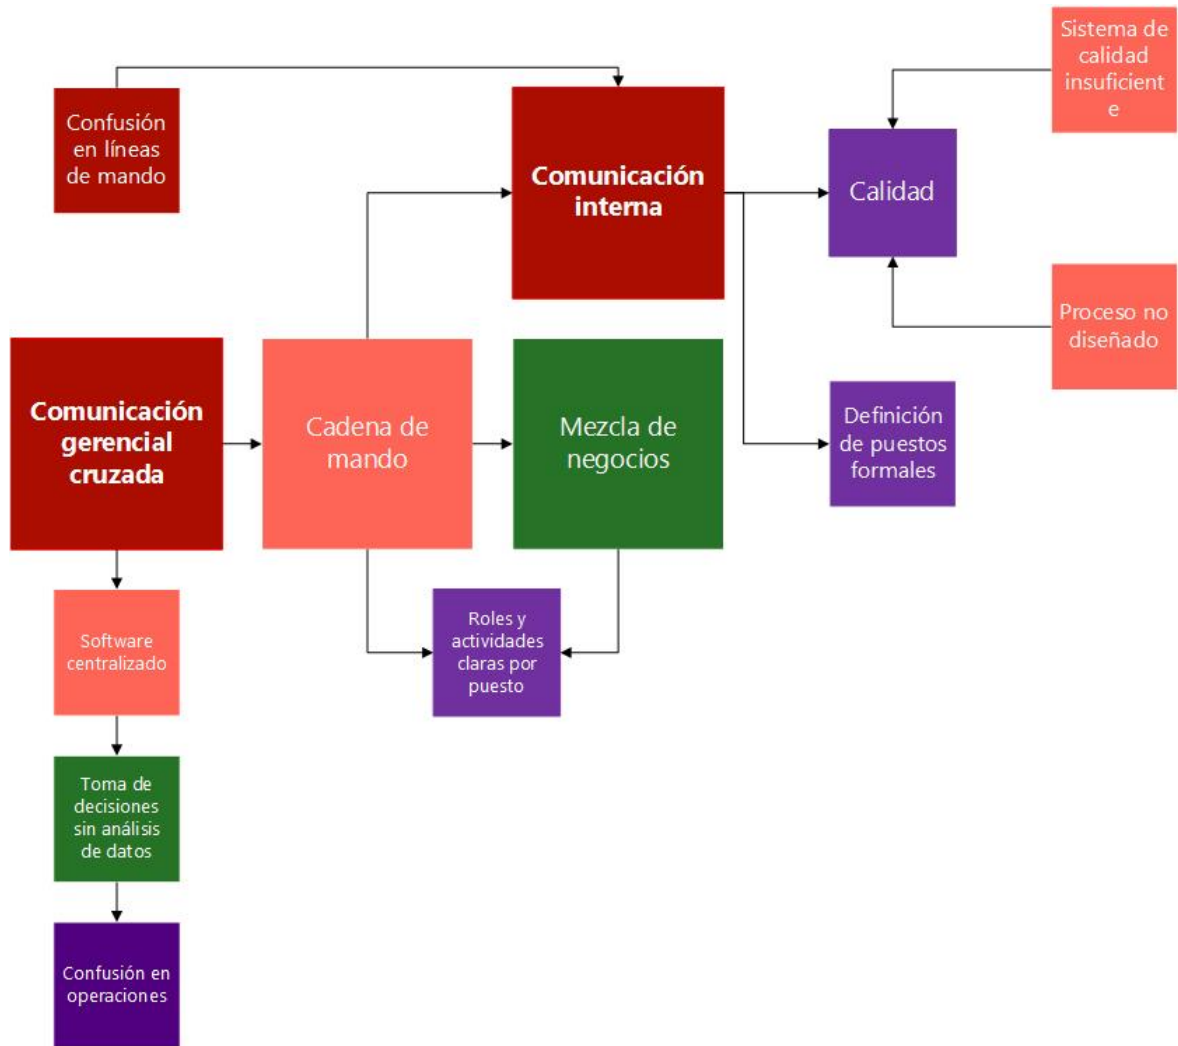 Sistema de
calidad
insuficient
e
Confusión
en líneas
de mando
Comunicación
interna
Calidad
Proceso no
diseñado
Comunicación
gerencial
cruzada
Cadena de
mando
Mezcla de
negocios
Definición
de puestos
formales
Roles y
actividades
claras por
puesto
Software
centralizado
Toma de
decisiones
sin análisis
de datos
Confusión en
operaciones